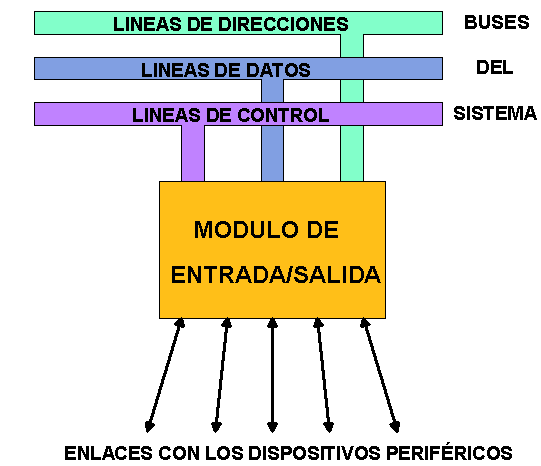 LINEAS DE DIRECCIONES
BUSES
LINEAS DE DATOS
DEL
LINEAS DE CONTROL
SISTEMA
MODULO DE
ENTRADA/SALIDA
ENLACES CON LOS DISPOSITIVOS PERIFÉRICOS